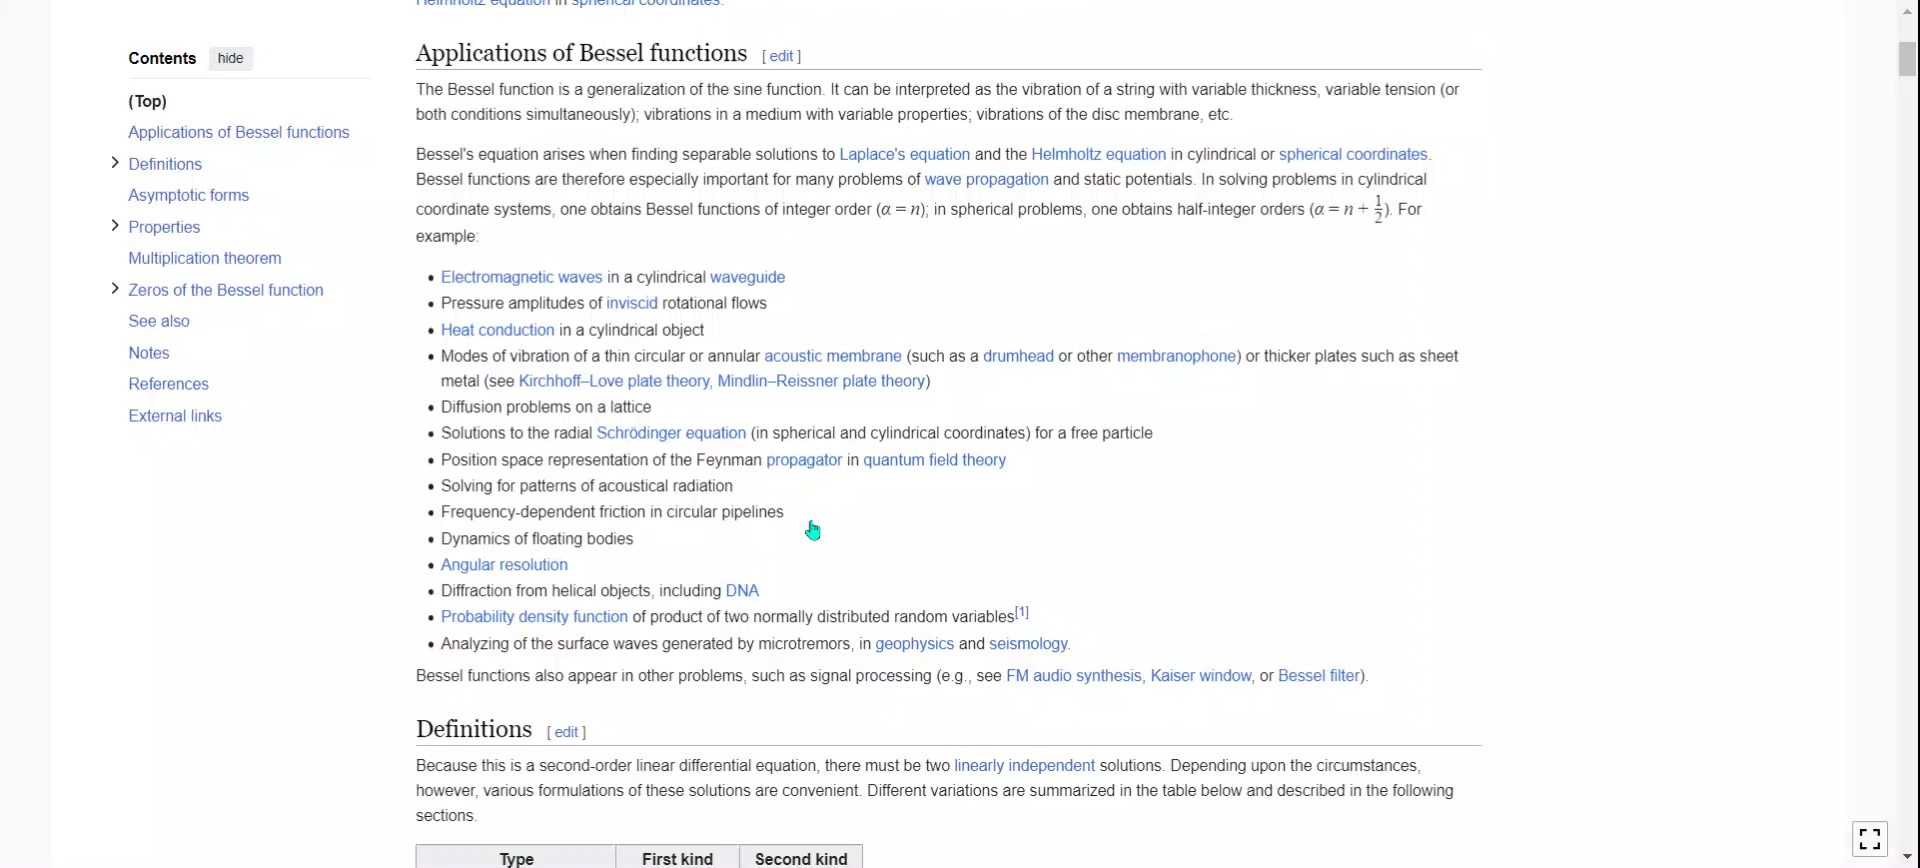 Helmholtz equation in spherical coordinates.
Contents hide
(Top)
Applications of Bessel functions
Definitions
Asymptotic forms
Properties
Multiplication theorem
Zeros of the Bessel function
See also
Notes
References
External links
Applications of Bessel functions [ edit ]
The Bessel function is a generalization of the sine function. It can be interpreted as the vibration of a string with variable thickness, variable tension (or
both conditions simultaneously); vibrations in a medium with variable properties; vibrations of the disc membrane, etc.
Bessel's equation arises when finding separable solutions to Laplace's equation and the Helmholtz equation in cylindrical or spherical coordinates.
Bessel functions are therefore especially important for many problems of wave propagation and static potentials. In solving problems in cylindrical
coordinate systems, one obtains Bessel functions of integer order (α = n); in spherical problems, one obtains half-integer orders (α = n + 1/2). For
example:
• Electromagnetic waves in a cylindrical waveguide
• Pressure amplitudes of inviscid rotational flows
• Heat conduction in a cylindrical object
• Modes of vibration of a thin circular or annular acoustic membrane (such as a drumhead or other membranophone) or thicker plates such as sheet
metal (see Kirchhoff–Love plate theory, Mindlin–Reissner plate theory)
• Diffusion problems on a lattice
• Solutions to the radial Schrödinger equation (in spherical and cylindrical coordinates) for a free particle
• Position space representation of the Feynman propagator in quantum field theory
• Solving for patterns of acoustical radiation
• Frequency-dependent friction in circular pipelines
• Dynamics of floating bodies
• Angular resolution
• Diffraction from helical objects, including DNA
• Probability density function of product of two normally distributed random variables[1]
• Analyzing of the surface waves generated by microtremors, in geophysics and seismology.
Bessel functions also appear in other problems, such as signal processing (e.g., see FM audio synthesis, Kaiser window, or Bessel filter).
Definitions [ edit ]
Because this is a second-order linear differential equation, there must be two linearly independent solutions. Depending upon the circumstances,
however, various formulations of these solutions are convenient. Different variations are summarized in the table below and described in the following
sections.
Type First kind Second kind